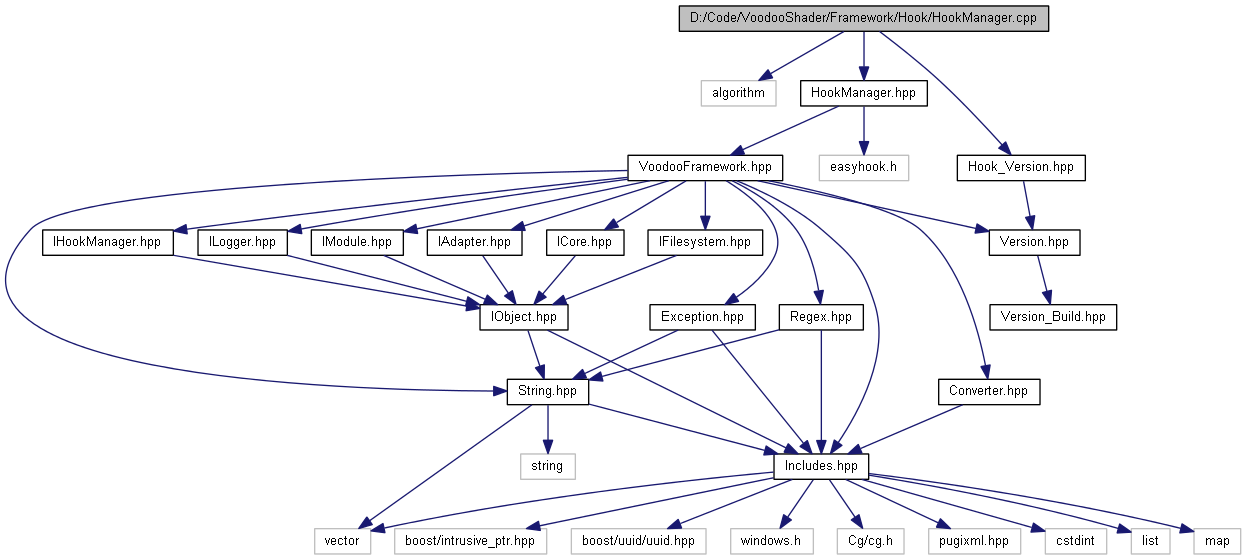 D:/Code/VoodooShader/Framework/Hook/HookManager.cpp
algorithm
HookManager.hpp
VoodooFramework.hpp
easyhook.h
Hook_Version.hpp
IHookManager.hpp
ILogger.hpp
IModule.hpp
IAdapter.hpp
ICore.hpp
IFilesystem.hpp
Version.hpp
IObject.hpp
Exception.hpp
Regex.hpp
Version_Build.hpp
String.hpp
Converter.hpp
string
Includes.hpp
vector
boost/intrusive_ptr.hpp
boost/uuid/uuid.hpp
windows.h
Cg/cg.h
pugixml.hpp
cstdint
list
map